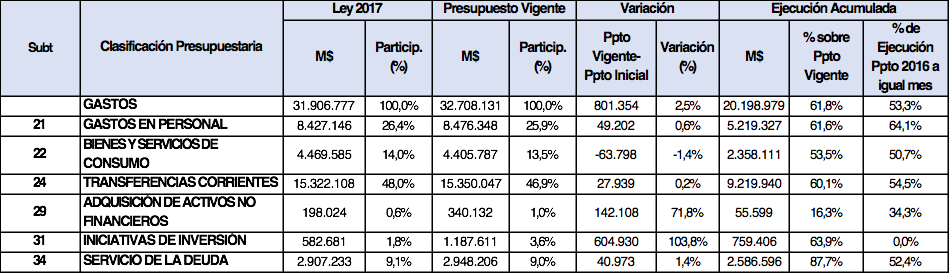 Subt Clasificación Presupuestaria Ley 2017 Presupuesto Vigente Variación Ejecución Acumulada
M$ Particip. (%) M$ Particip. (%) Ppto Vigente- Ppto Inicial Variación (%) M$ % sobre Ppto Vigente % de Ejecución Ppto 2016 a igual mes
GASTOS 31.906.777 100,0% 32.708.131 100,0% 801.354 2,5% 20.198.979 61,8% 53,3%
21 GASTOS EN PERSONAL 8.427.146 26,4% 8.476.348 25,9% 49.202 0,6% 5.219.327 61,6% 64,1%
22 BIENES Y SERVICIOS DE CONSUMO 4.469.585 14,0% 4.405.787 13,5% -63.798 -1,4% 2.358.111 53,5% 50,7%
24 TRANSFERENCIAS CORRIENTES 15.322.108 48,0% 15.350.047 46,9% 27.939 0,2% 9.219.940 60,1% 54,5%
29 ADQUISICIÓN DE ACTIVOS NO FINANCIEROS 198.024 0,6% 340.132 1,0% 142.108 71,8% 55.599 16,3% 34,3%
31 INICIATIVAS DE INVERSIÓN 582.681 1,8% 1.187.611 3,6% 604.930 103,8% 759.406 63,9% 0,0%
34 SERVICIO DE LA DEUDA 2.907.233 9,1% 2.948.206 9,0% 40.973 1,4% 2.586.596 87,7% 52,4%